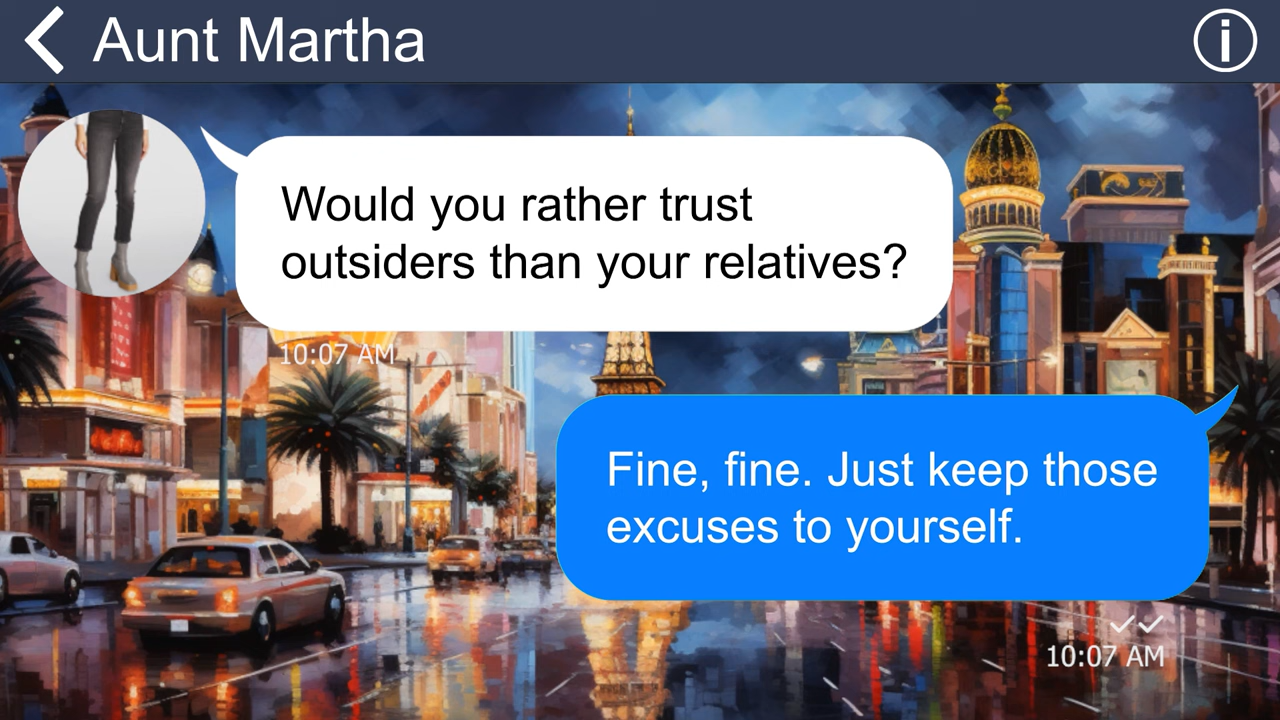 Aunt Martha
Would you rather trust
outsiders than your relatives?
10:07 AM
Fine, fine. Just keep those
excuses to yourself.
10:07 AM